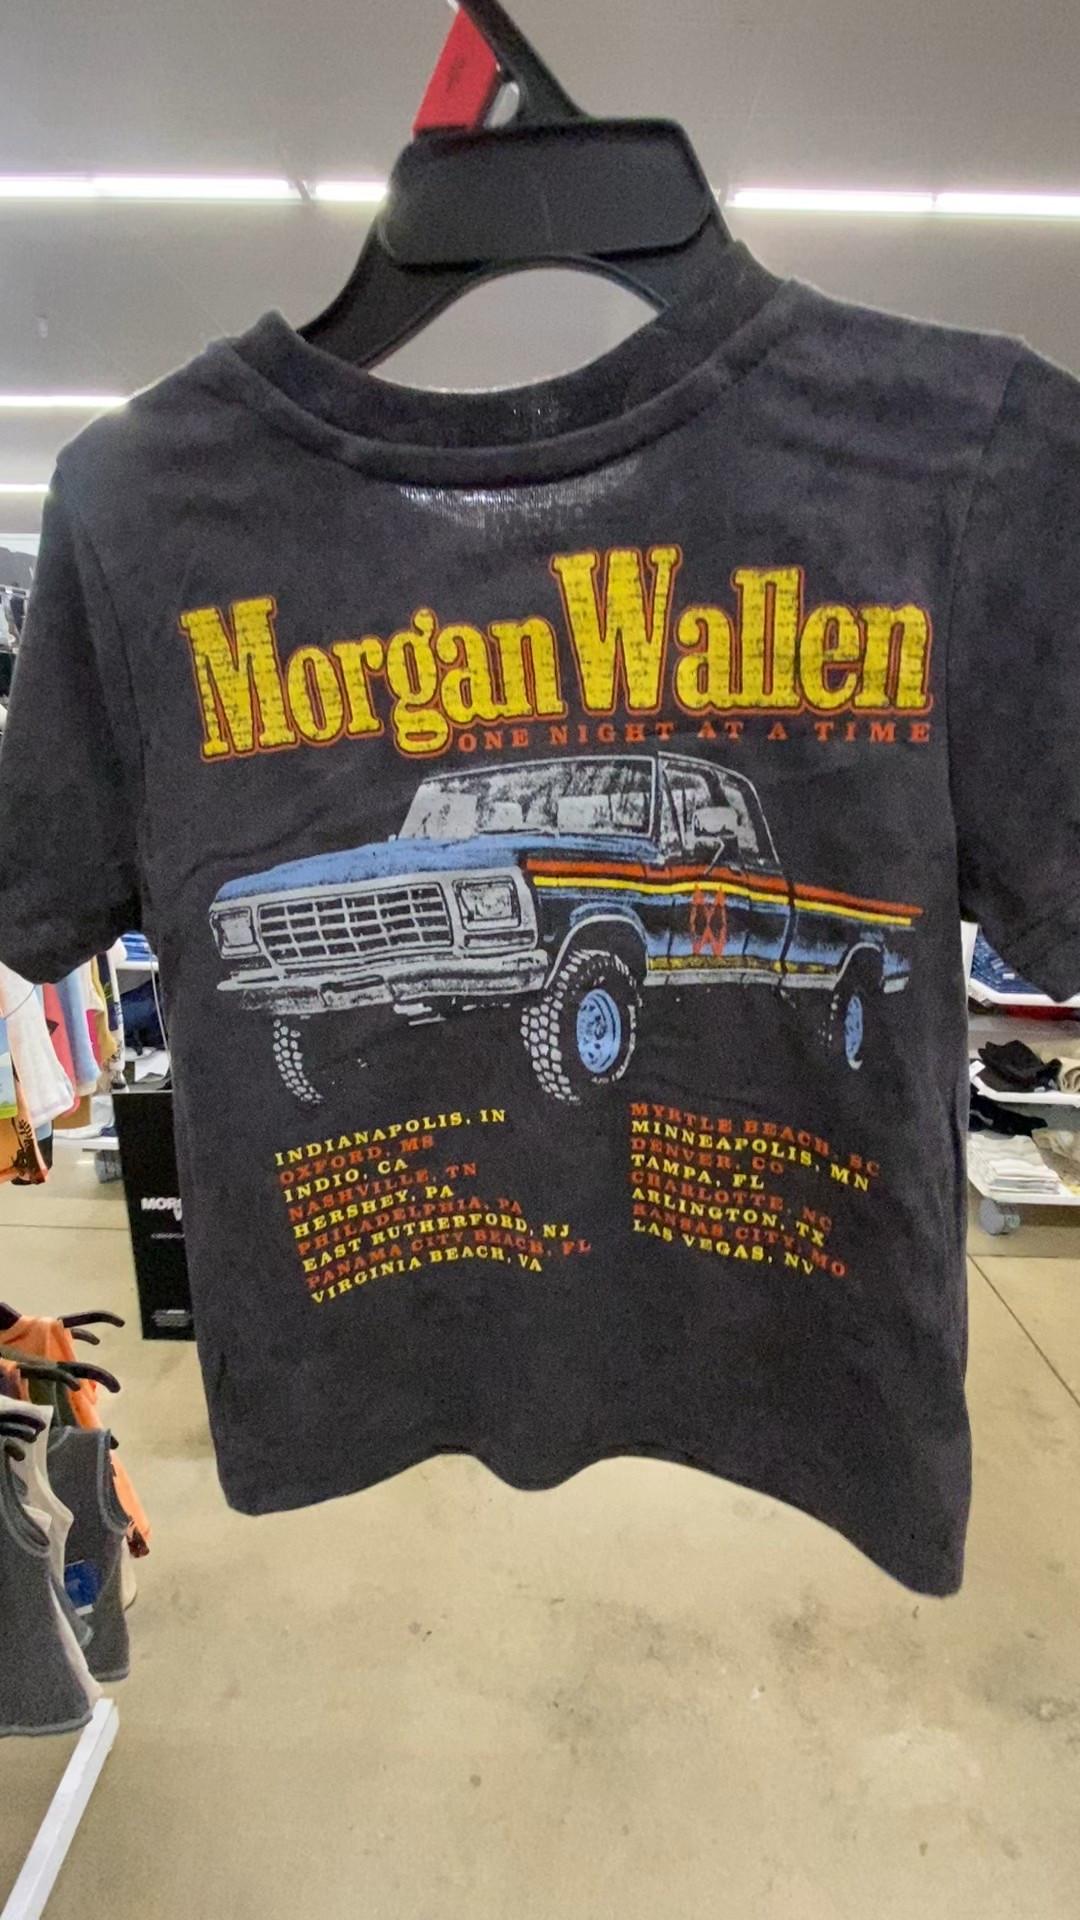 Morgan Wallen
ONE NIGHT AT A TIME
INDIANAPOLIS, IN
OXFORD, MS
INDIO, CA
NASHVILLE, TN
HERSHEY, PA
PHILADELPHIA, PA
EAST RUTHERFORD, NJ
PANAMA CITY BEACH, FL
VIRGINIA BEACH, VA
MYRTLE BEACH, SC
MINNEAPOLIS, MN
DENVER, CO
TAMPA, FL
CHARLOTTE, NC
ARLINGTON, TX
KANSAS CITY, MO
LAS VEGAS, NV